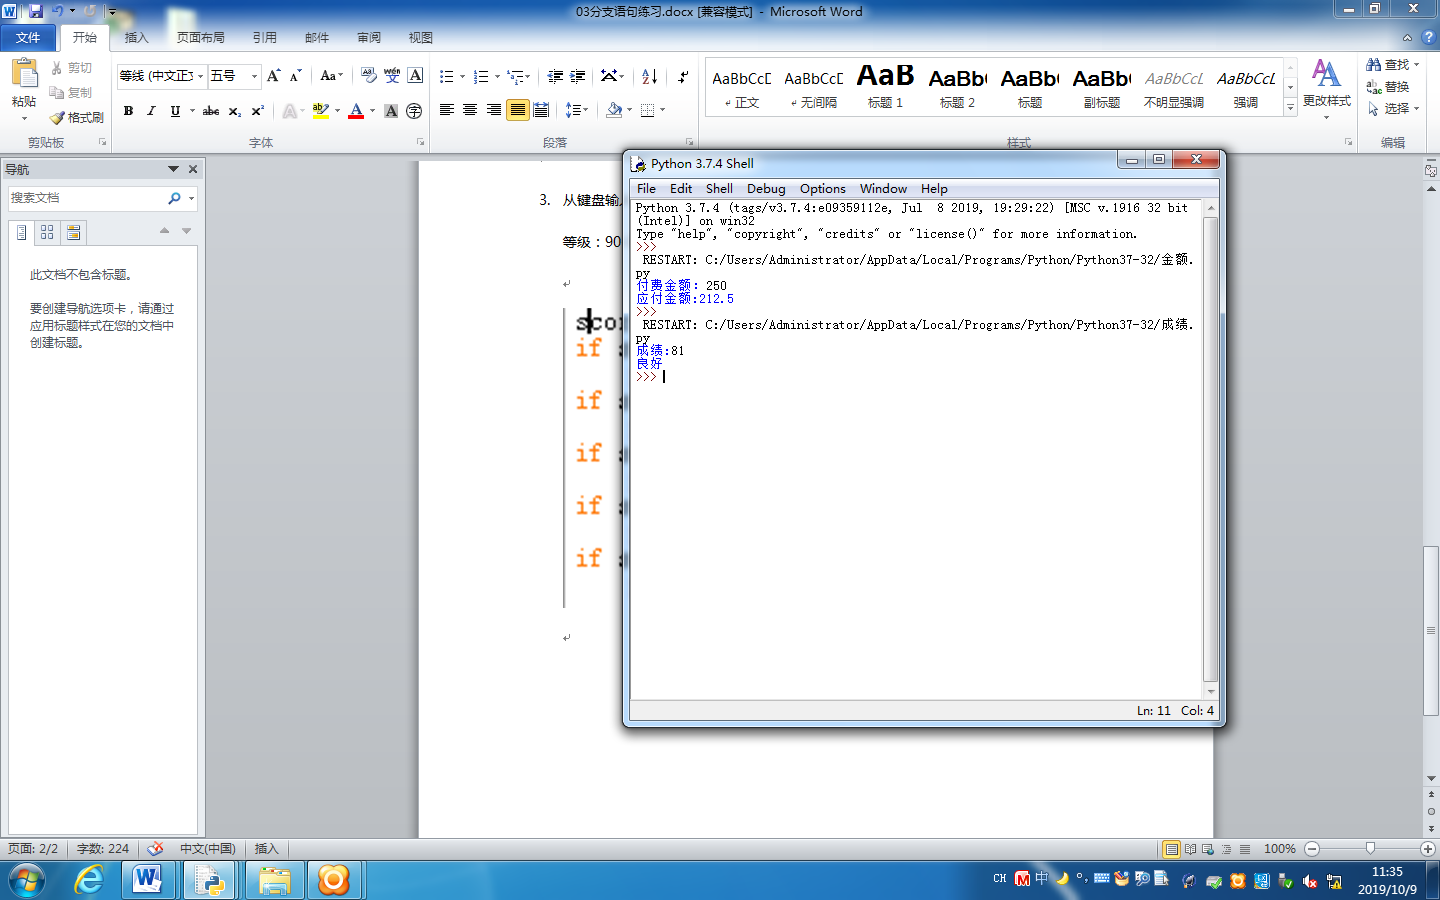 03分支语句练习.docx [兼容模式] - Microsoft Word
文件 开始 插入 页面布局 引用 邮件 审阅 视图
剪切
复制
格式刷
粘贴
剪贴板
等线 (中文正文 五号
字体
段落
AaBbCcD AaBbCcD AaB AaBb AaBb AaBb AaBbCcL AaBbCcL
正文 无间隔 标题 1 标题 2 标题 副标题 不明显强调 强调
样式
更改样式
查找
替换
选择
编辑
导航
搜索文档
此文档不包含标题。
要创建导航选项卡，请通过
应用标题样式在您的文档中
创建标题。
3. 从键盘输
等级：90
scor
if
if
if
if
if
Python 3.7.4 Shell
File Edit Shell Debug Options Window Help
Python 3.7.4 (tags/v3.7.4:e09359112e, Jul  8 2019, 19:29:22) [MSC v.1916 32 bit
(Intel)] on win32
Type "help", "copyright", "credits" or "license()" for more information.
>>>
RESTART: C:/Users/Administrator/AppData/Local/Programs/Python/Python37-32/金额.
py
付费金额: 250
应付金额:212.5
>>>
RESTART: C:/Users/Administrator/AppData/Local/Programs/Python/Python37-32/成绩.
py
成绩:81
良好
>>>
Ln: 11 Col: 4
页面: 2/2 字数: 224 中文(中国) 插入 100%
CH 中 11:35
2019/10/9